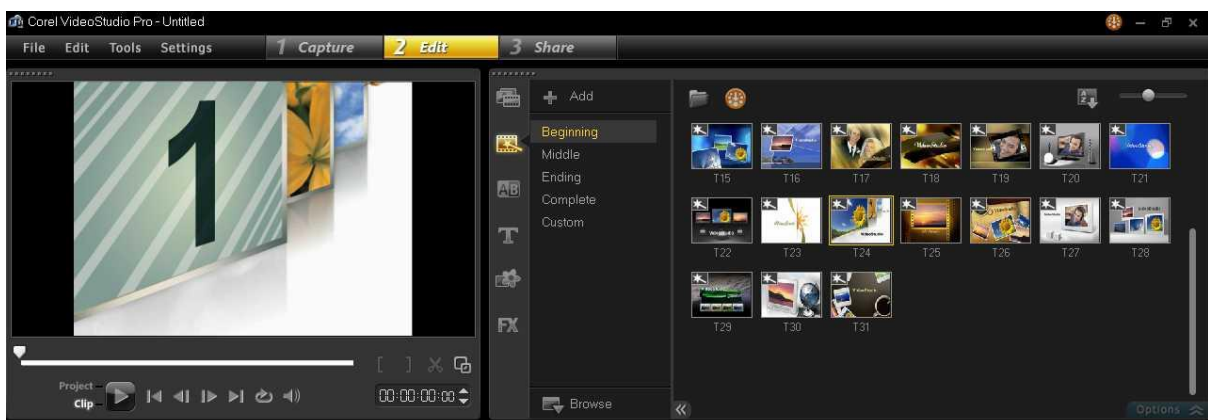 Corel VideoStudio Pro - Untitled
File Edit Tools Settings 1 Capture 2 Edit 3 Share
1
Project
Clip
00:00:00:00
AB
T
FX
Add
Beginning
Middle
Ending
Complete
Custom
Browse
A
Z
T15 T16 T17 T18 T19 T20 T21
T22 T23 T24 T25 T26 T27 T28
T29 T30 T31
Options